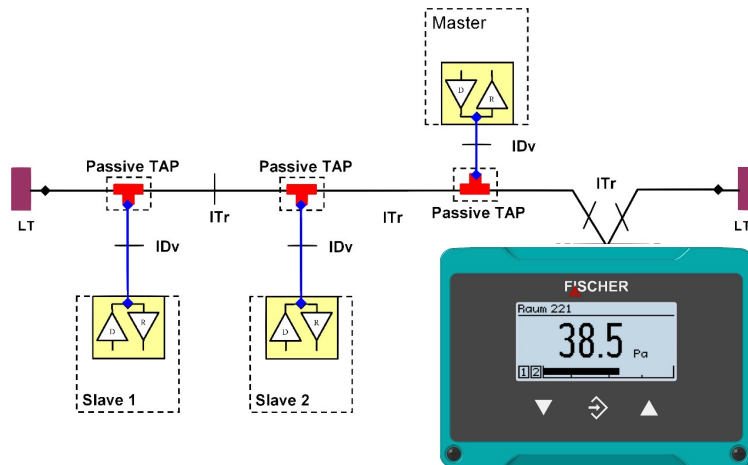 Master
D
R
IDv
Passive TAP
Passive TAP
ITr
ITr
ITr
Passive TAP
LT
LT
IDv
IDv
D
R
D
R
Slave 1
Slave 2
FISCHER
Raum 221
38.5 Pa
1 2